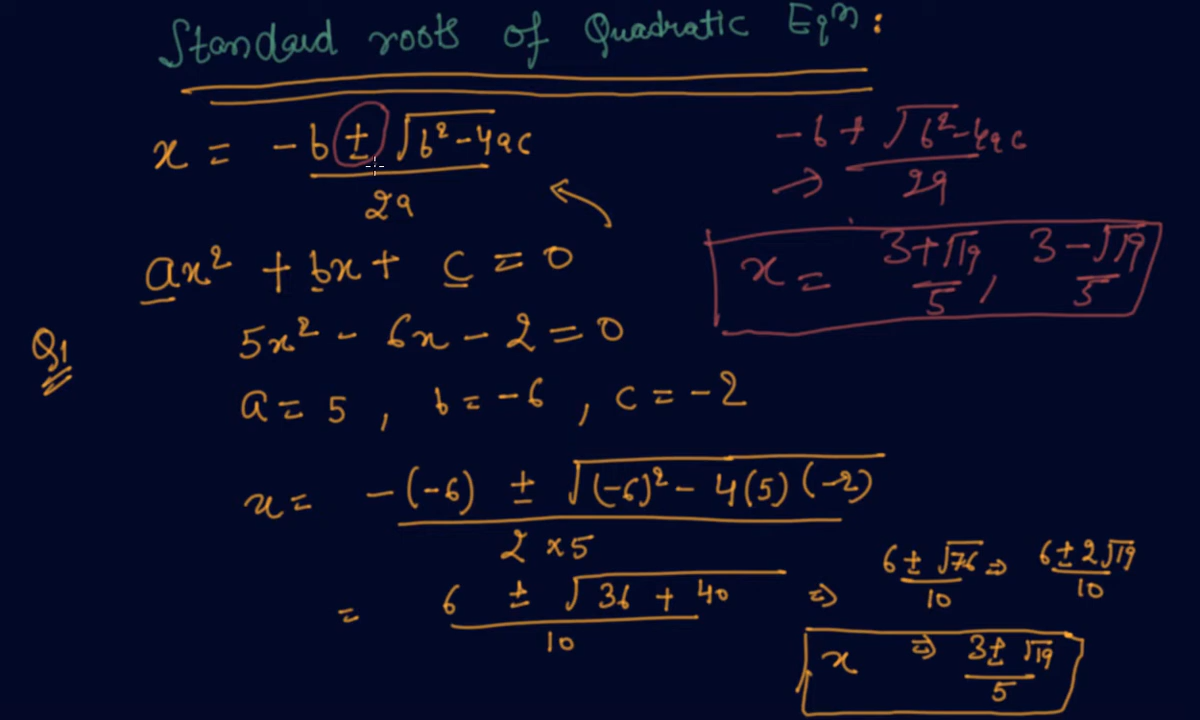 Standard roots of Quadratic Eqn :
x = -b ± √b² - 4ac / 2a
-b + √b² - 4ac / 2a
→
ax² + bx + c = 0
x = 3+√19 / 5 , 3-√19 / 5
Q1
5x² - 6x - 2 = 0
a = 5 , b = -6 , c = -2
x = -(-6) ± √(-6)² - 4(5)(-2) / 2 × 5
= 6 ± √36 + 40 / 10 ⇒ 6 ± √76 / 10 ⇒ 6 ± 2√19 / 10
x ⇒ 3 ± √19 / 5